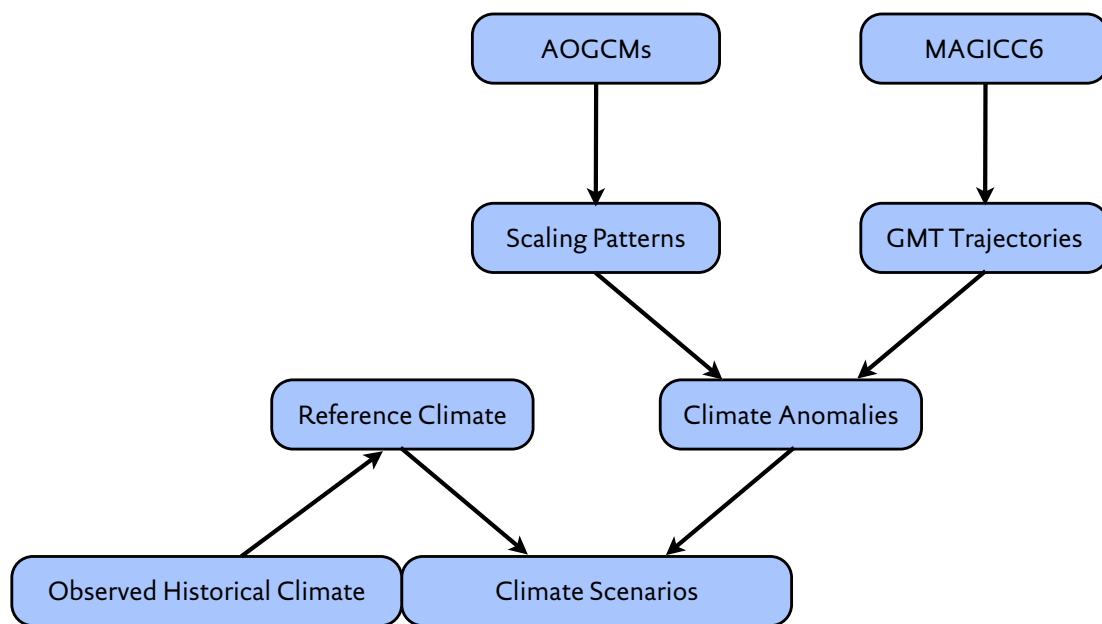 AOGCMs
MAGICC6
Scaling Patterns
GMT Trajectories
Reference Climate
Climate Anomalies
Observed Historical Climate
Climate Scenarios